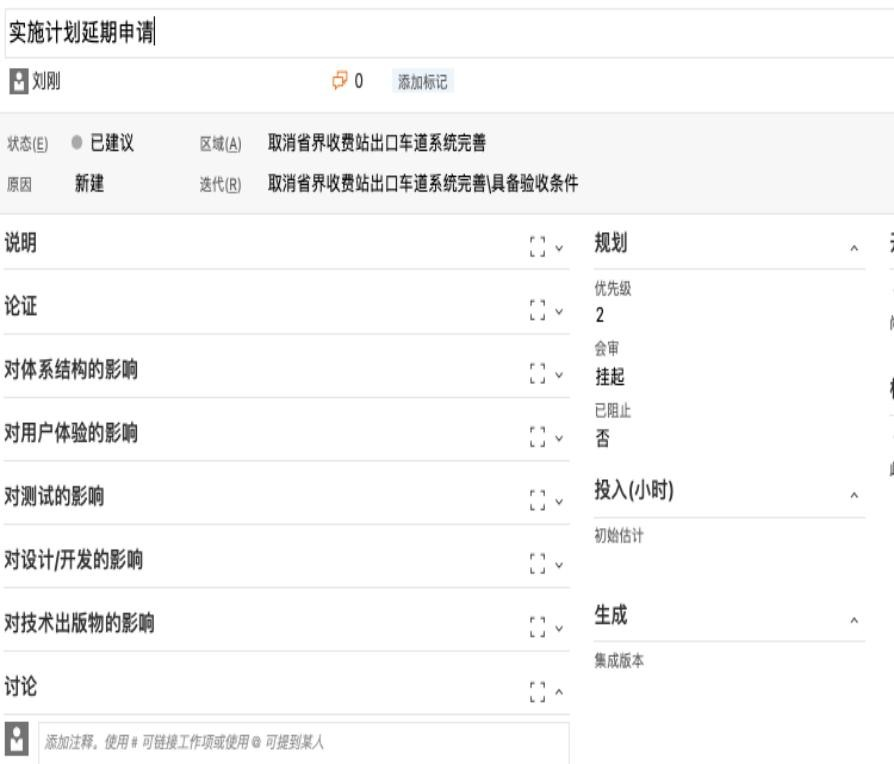 实施计划延期申请
刘刚 0 添加标记
状态(E) 已建议 区域(A) 取消省界收费站出口车道系统完善
原因 新建 迭代(R) 取消省界收费站出口车道系统完善\具备验收条件
说明
论证
对体系结构的影响
对用户体验的影响
对测试的影响
对设计/开发的影响
对技术出版物的影响
讨论
添加注释。使用 # 可链接工作项或使用 @ 可提到某人
规划
优先级
2
会审
挂起
已阻止
否
投入(小时)
初始估计
生成
集成版本